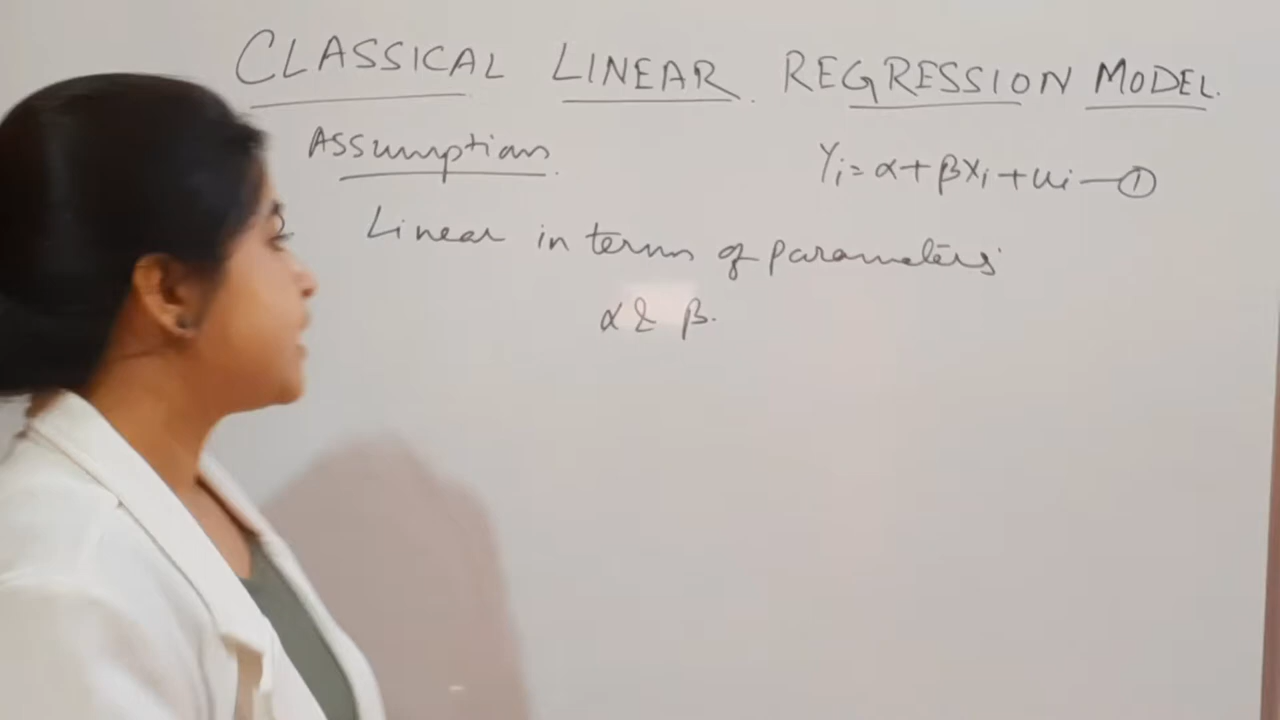 CLASSICAL LINEAR REGRESSION MODEL.
Assumptions
Yi = α + βXi + ui — ①
Linear in terms of parameters
α & β.